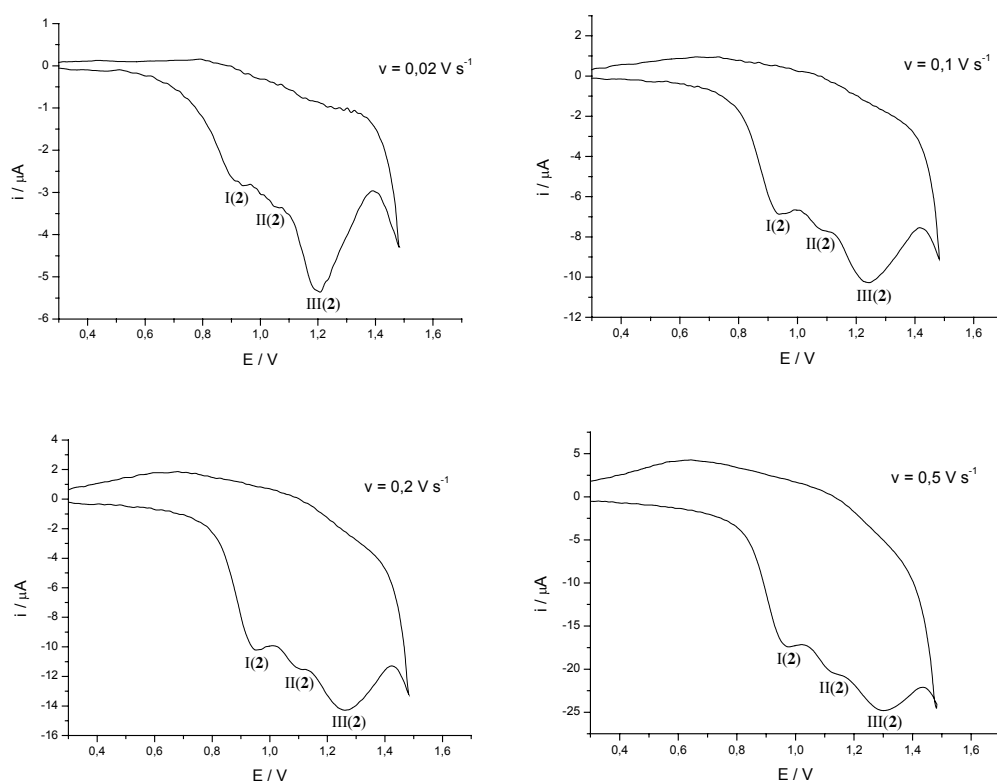 1
0
-1
-2
-3
-4
-5
-6
i / μA
v = 0,02 V s⁻¹
I(2)
II(2)
III(2)
0,4 0,6 0,8 1,0 1,2 1,4 1,6
E / V
2
0
-2
-4
-6
-8
-10
-12
i / μA
v = 0,1 V s⁻¹
I(2)
II(2)
III(2)
0,4 0,6 0,8 1,0 1,2 1,4 1,6
E / V
4
2
0
-2
-4
-6
-8
-10
-12
-14
-16
i / μA
v = 0,2 V s⁻¹
I(2)
II(2)
III(2)
0,4 0,6 0,8 1,0 1,2 1,4 1,6
E / V
5
0
-5
-10
-15
-20
-25
i / μA
v = 0,5 V s⁻¹
I(2)
II(2)
III(2)
0,4 0,6 0,8 1,0 1,2 1,4 1,6
E / V